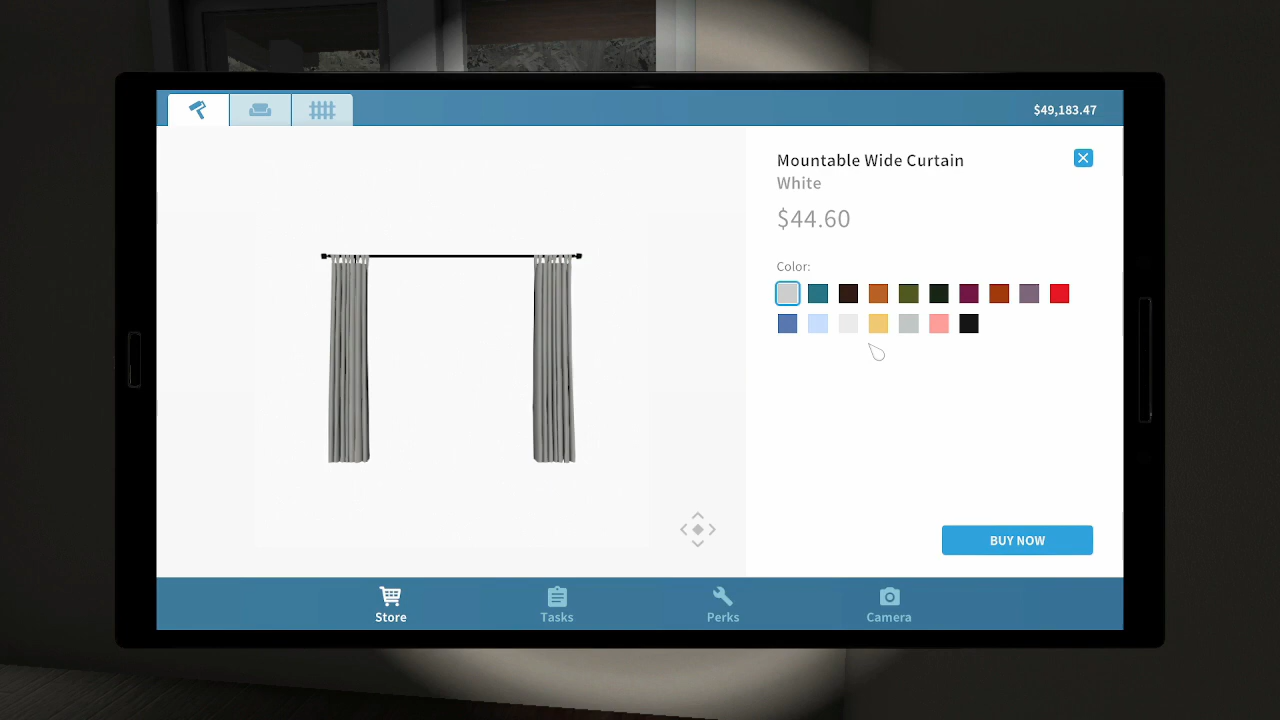 $49,183.47
Mountable Wide Curtain
White
$44.60
Color:
BUY NOW
Store
Tasks
Perks
Camera